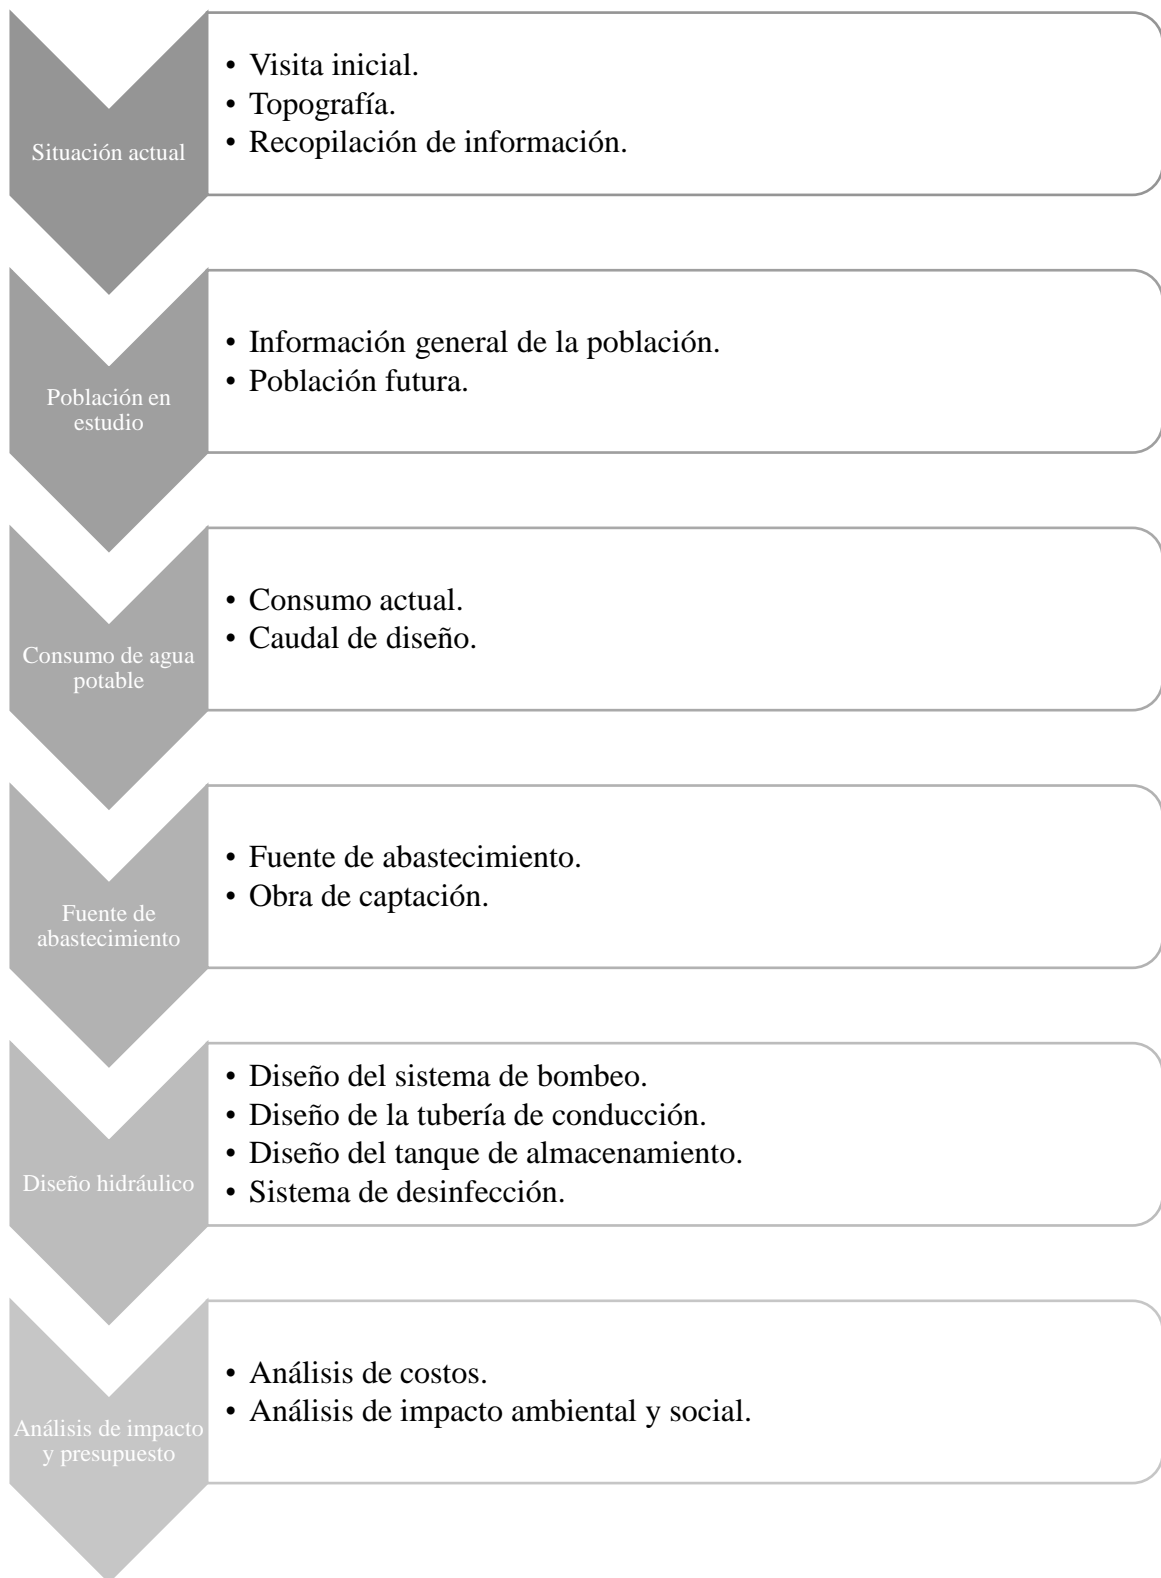 Situación actual
• Visita inicial.
• Topografía.
• Recopilación de información.
Población en
estudio
• Información general de la población.
• Población futura.
Consumo de agua
potable
• Consumo actual.
• Caudal de diseño.
Fuente de
abastecimiento
• Fuente de abastecimiento.
• Obra de captación.
Diseño hidráulico
• Diseño del sistema de bombeo.
• Diseño de la tubería de conducción.
• Diseño del tanque de almacenamiento.
• Sistema de desinfección.
Análisis de impacto
y presupuesto
• Análisis de costos.
• Análisis de impacto ambiental y social.